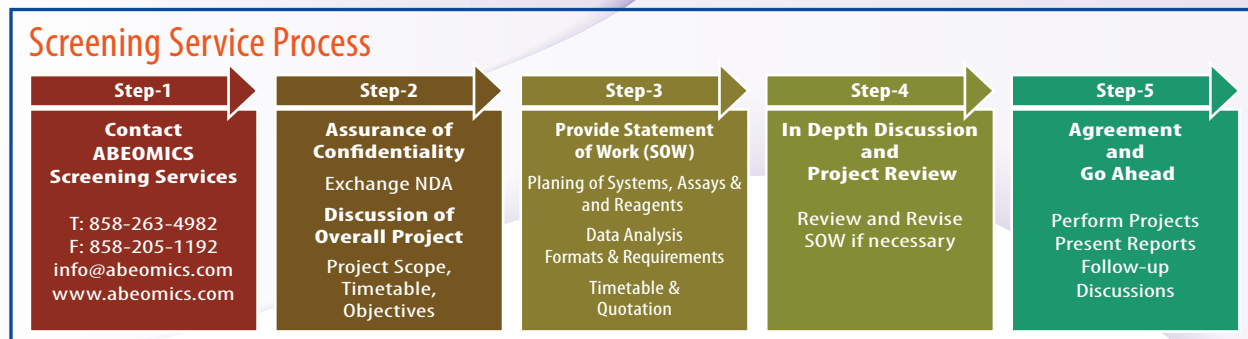 Screening Service Process
Step-1
Contact
ABEOMICS
Screening Services
T: 858-263-4982
F: 858-205-1192
info@abeomics.com
www.abeomics.com
Step-2
Assurance of
Confidentiality
Exchange NDA
Discussion of
Overall Project
Project Scope,
Timetable,
Objectives
Step-3
Provide Statement
of Work (SOW)
Planing of Systems, Assays &
and Reagents
Data Analysis
Formats & Requirements
Timetable &
Quotation
Step-4
In Depth Discussion
and
Project Review
Review and Revise
SOW if necessary
Step-5
Agreement
and
Go Ahead
Perform Projects
Present Reports
Follow-up
Discussions